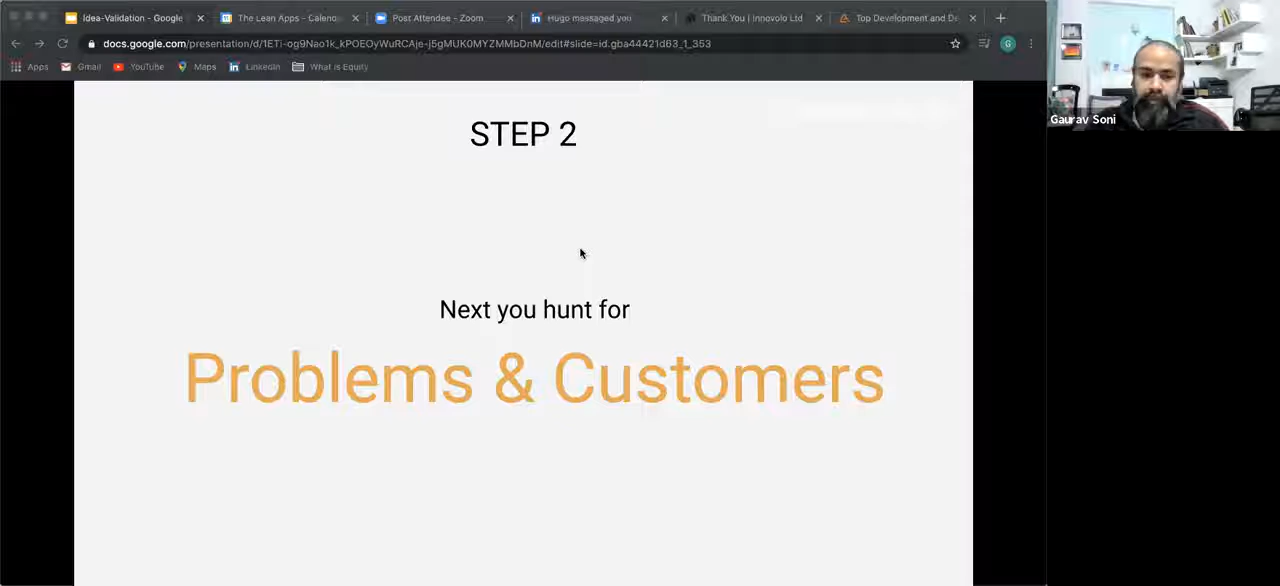 Idea-Validation - Google
The Lean Apps - Caleno
Post Attendee - Zoom
Hugo messaged you
Thank You | Innovolo Ltd
Top Development and De
docs.google.com/presentation/d/1ETi-og9Nao1k_kPOEOyWuRCAje-j5gMUK0MYZMMbDnM/edit#slide=id.gba44421d63_1_353
G
Apps
Gmail
YouTube
Maps
LinkedIn
What is Equity
Gaurav Soni
STEP 2
Next you hunt for
Problems & Customers